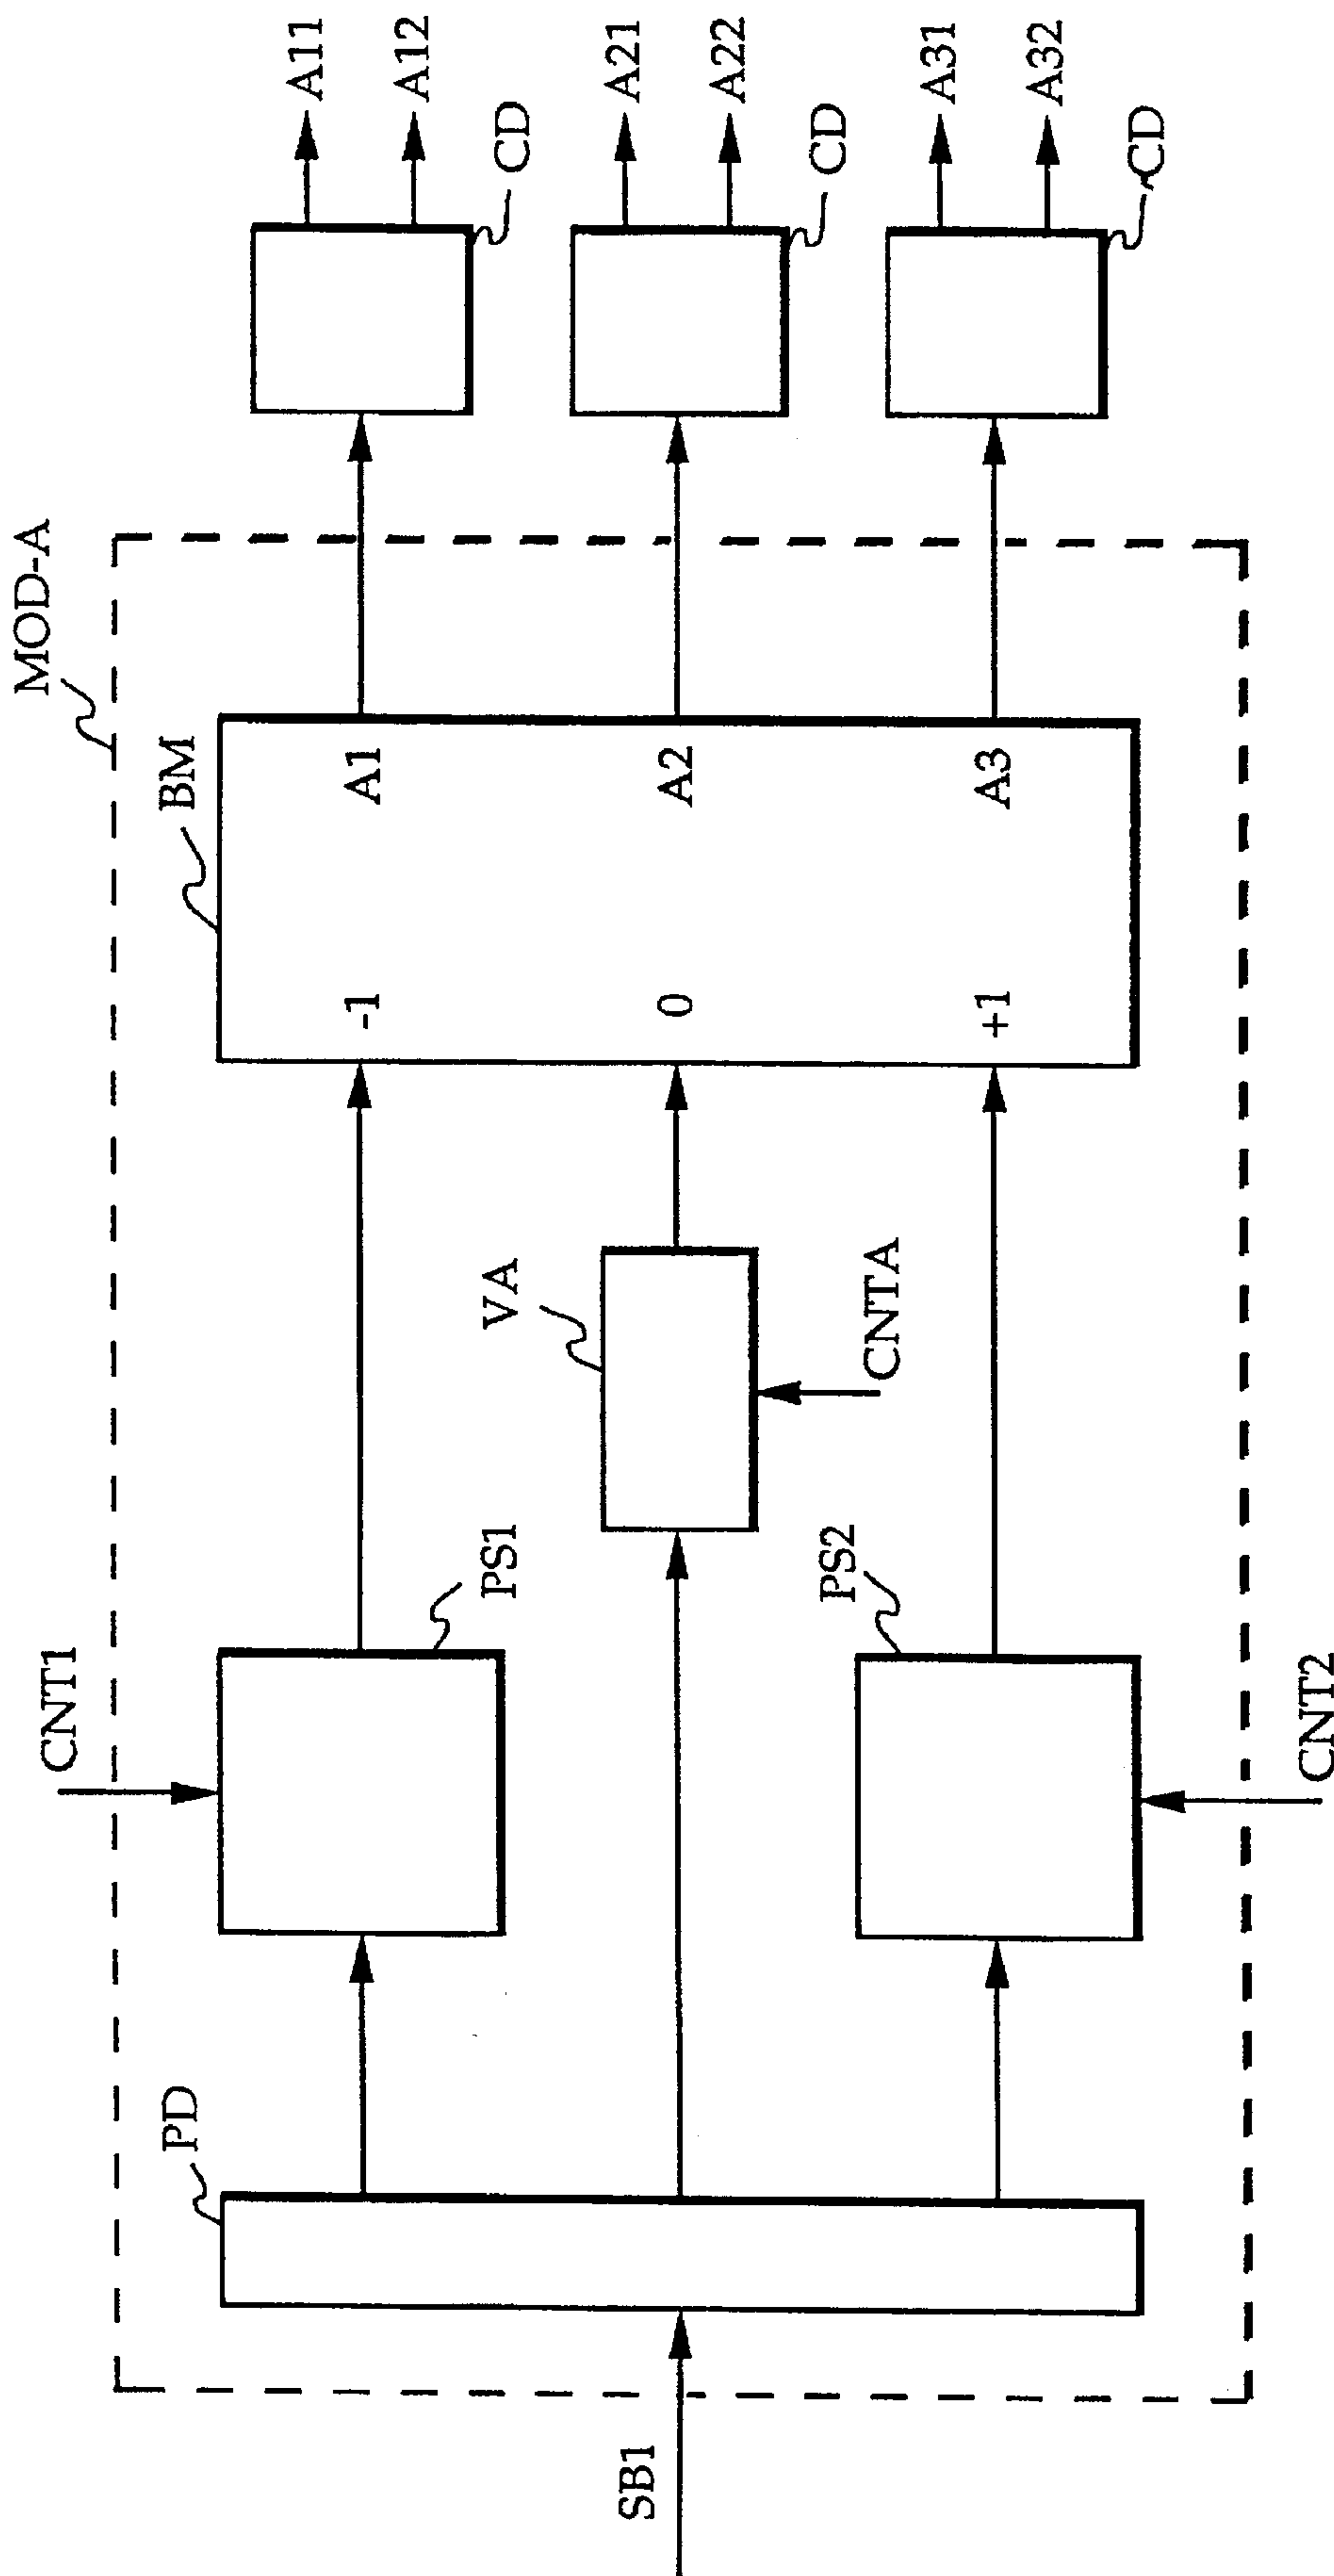 MOD-A
CNT1
PD
BM
A11
A12
PS1
-1
A1
CD
VA
A21
SB1
0
A2
A22
CD
CNTA
PS2
A31
+1
A3
A32
CD
CNT2